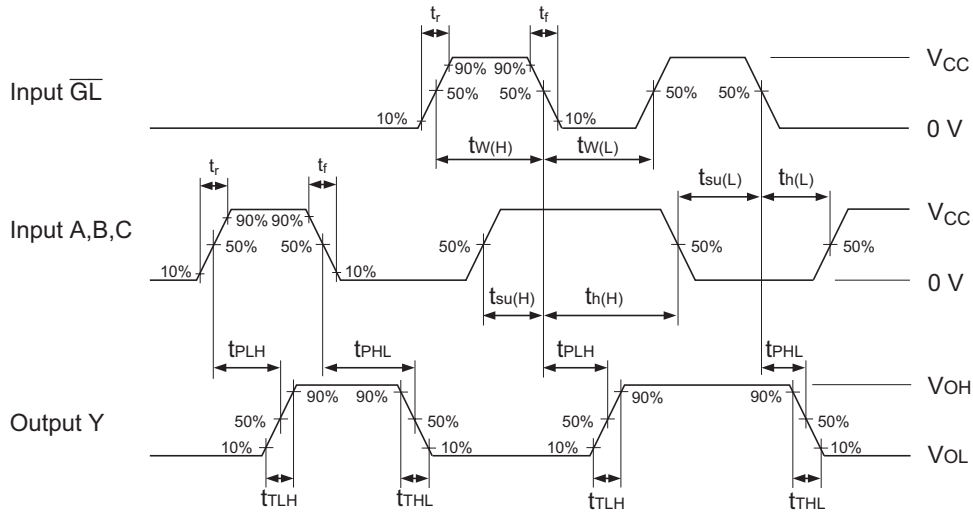 tr
tf
VCC
90% 90%
Input GL
50% 50% 50% 50%
10% 10%
0 V
tW(H) tW(L)
tsu(L) th(L)
tr
tf
VCC
90% 90%
Input A,B,C
50% 50% 50% 50% 50%
10% 10%
0 V
tsu(H) th(H)
tPLH tPHL tPLH tPHL
VOH
90% 90% 90% 90%
Output Y
50% 50% 50% 50%
10% 10% 10% 10%
VOL
tTLH tTHL tTLH tTHL